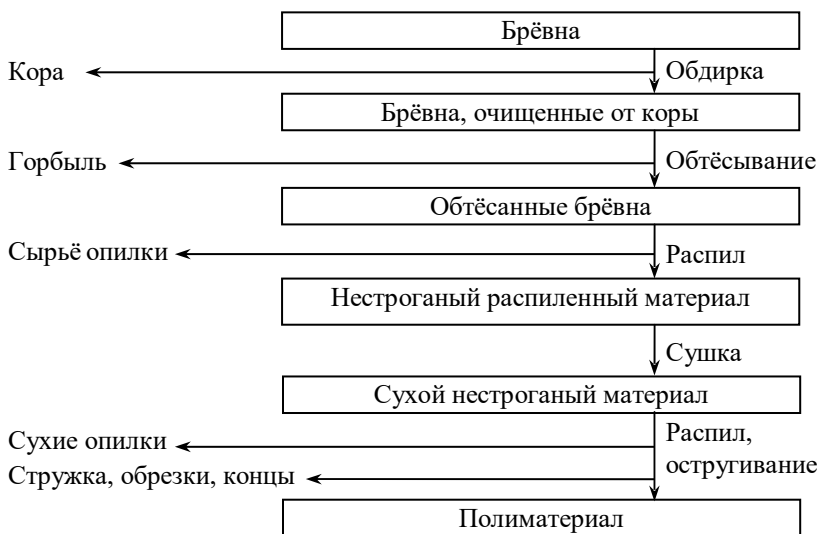 Брёвна
Кора
Обдирка
Брёвна, очищенные от коры
Горбыль
Обтёсывание
Обтёсанные брёвна
Сырьё опилки
Распил
Нестроганый распиленный материал
Сушка
Сухой нестроганый материал
Сухие опилки
Распил,
остругивание
Стружка, обрезки, концы
Полиматериал